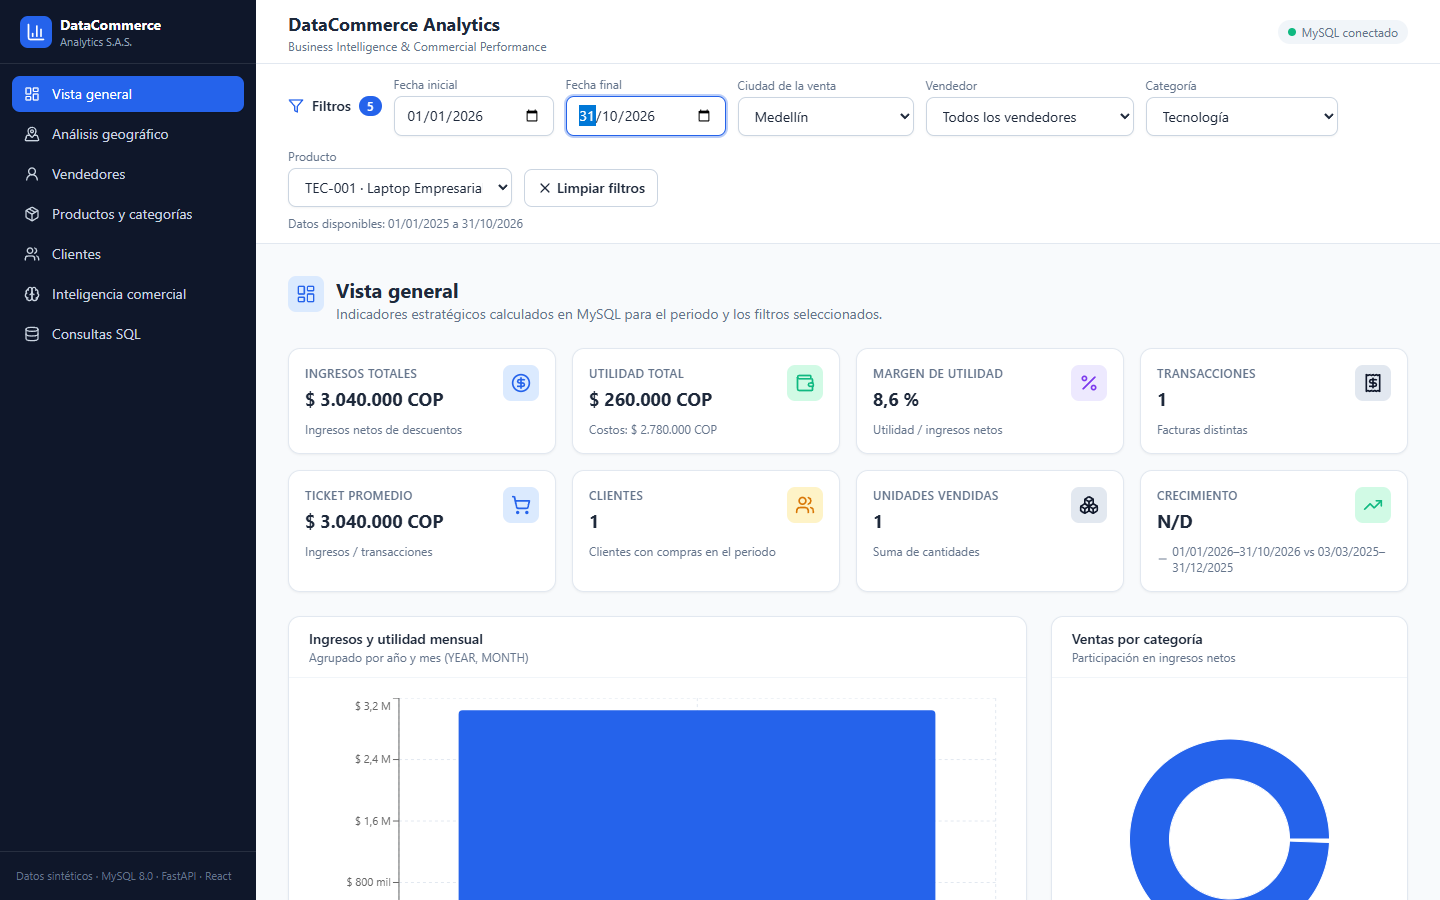 DataCommerce
Analytics S.A.S.
Vista general
Análisis geográfico
Vendedores
Productos y categorías
Clientes
Inteligencia comercial
Consultas SQL
Datos sintéticos · MySQL 8.0 · FastAPI · React
DataCommerce Analytics
Business Intelligence & Commercial Performance
MySQL conectado
Filtros 5
Fecha inicial
01/01/2026
Fecha final
31/10/2026
Ciudad de la venta
Medellín
Vendedor
Todos los vendedores
Categoría
Tecnología
Producto
TEC-001 · Laptop Empresaria
Limpiar filtros
Datos disponibles: 01/01/2025 a 31/10/2026
Vista general
Indicadores estratégicos calculados en MySQL para el periodo y los filtros seleccionados.
INGRESOS TOTALES
$ 3.040.000 COP
Ingresos netos de descuentos
UTILIDAD TOTAL
$ 260.000 COP
Costos: $ 2.780.000 COP
MARGEN DE UTILIDAD
8,6 %
Utilidad / ingresos netos
TRANSACCIONES
1
Facturas distintas
TICKET PROMEDIO
$ 3.040.000 COP
Ingresos / transacciones
CLIENTES
1
Clientes con compras en el periodo
UNIDADES VENDIDAS
1
Suma de cantidades
CRECIMIENTO
N/D
01/01/2026–31/10/2026 vs 03/03/2025–
31/12/2025
Ingresos y utilidad mensual
Agrupado por año y mes (YEAR, MONTH)
$ 3,2 M
$ 2,4 M
$ 1,6 M
$ 800 mil
Ventas por categoría
Participación en ingresos netos